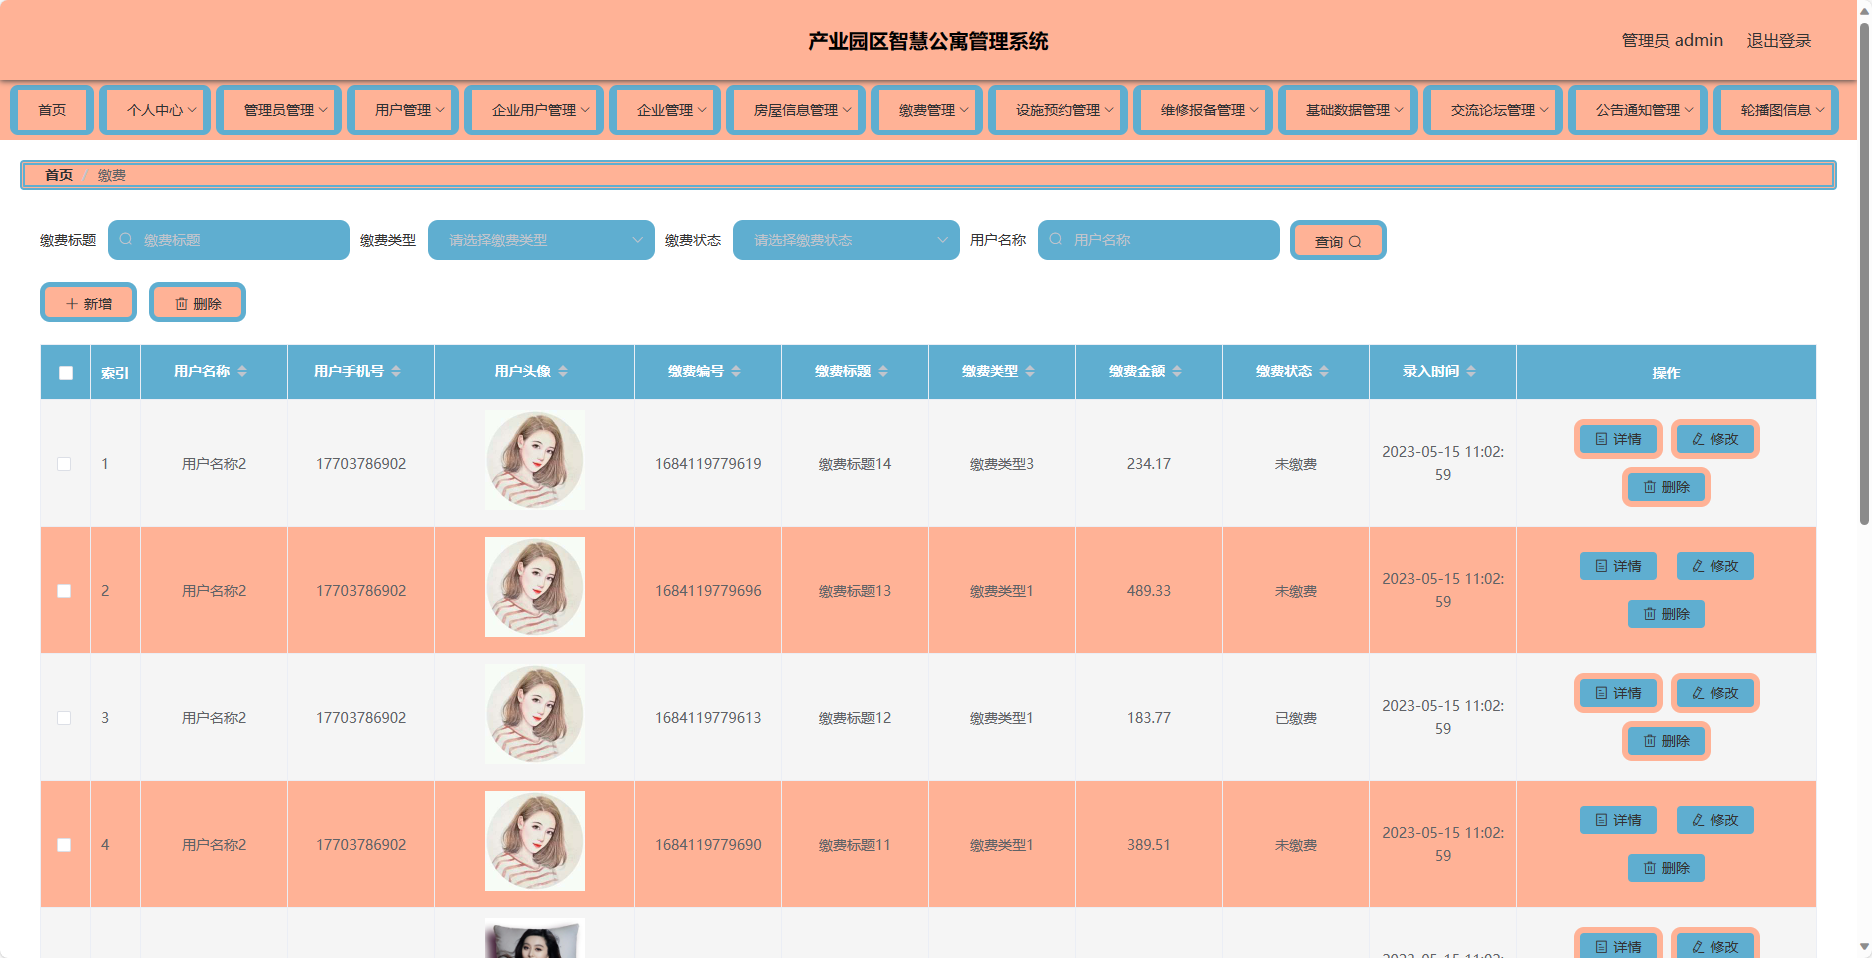 产业园区智慧公寓管理系统
管理员 admin 退出登录
首页 个人中心 管理员管理 用户管理 企业用户管理 企业管理 房屋信息管理 缴费管理 设施预约管理 维修报备管理 基础数据管理 交流论坛管理 公告通知管理 轮播图信息
首页 / 缴费
缴费标题 缴费标题 缴费类型 请选择缴费类型 缴费状态 请选择缴费状态 用户名称 用户名称 查询
新增 删除
索引 用户名称 用户手机号 用户头像 缴费编号 缴费标题 缴费类型 缴费金额 缴费状态 录入时间 操作
1 用户名称2 17703786902 1684119779619 缴费标题14 缴费类型3 234.17 未缴费 2023-05-15 11:02:
59
详情 修改
删除
2 用户名称2 17703786902 1684119779696 缴费标题13 缴费类型1 489.33 未缴费 2023-05-15 11:02:
59
详情 修改
删除
3 用户名称2 17703786902 1684119779613 缴费标题12 缴费类型1 183.77 已缴费 2023-05-15 11:02:
59
详情 修改
删除
4 用户名称2 17703786902 1684119779690 缴费标题11 缴费类型1 389.51 未缴费 2023-05-15 11:02:
59
详情 修改
删除
详情 修改